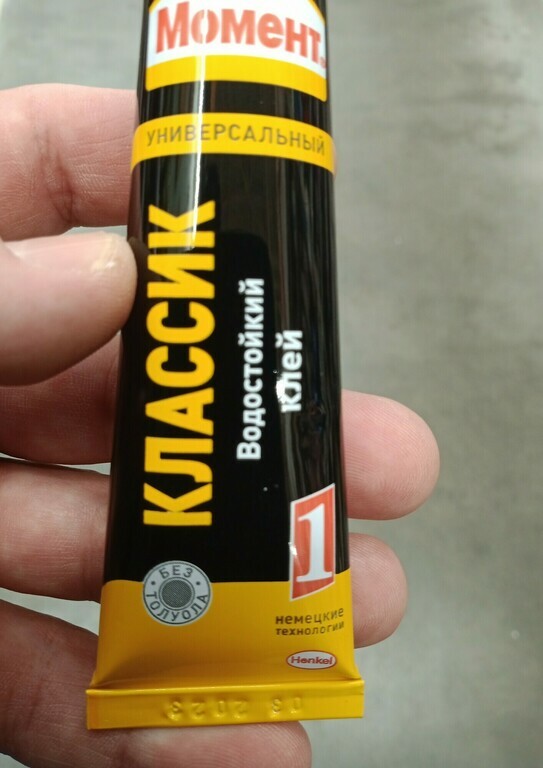 Момент
УНИВЕРСАЛЬНЫЙ
КЛАССИК
Водостойкий
клей
1
немецкие
технологии
БЕЗ
ТОЛУОЛА
Henkel